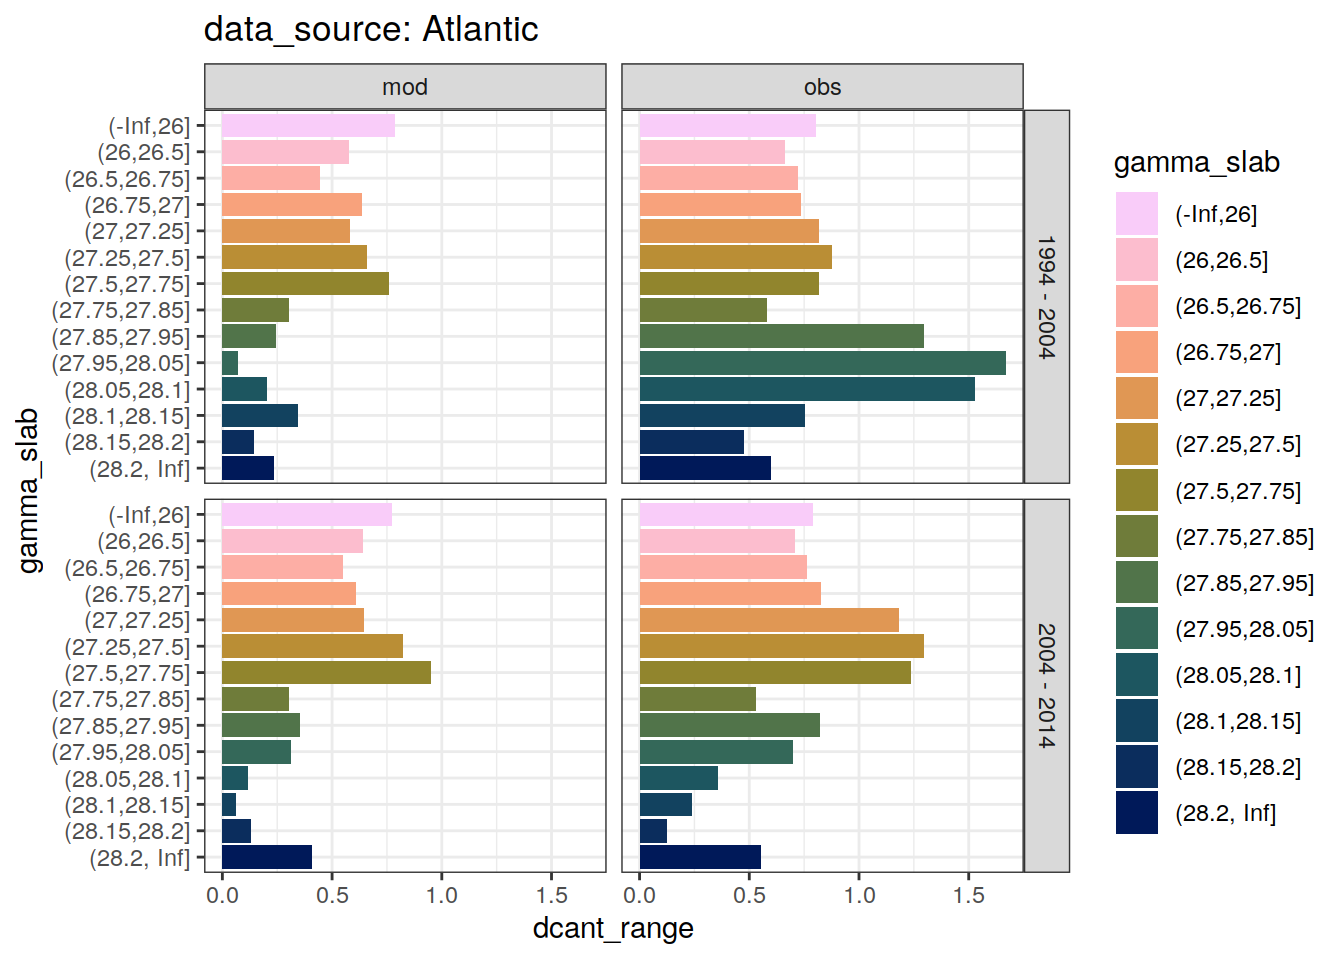 data_source: Atlantic
mod
obs
(-Inf,26]
(26,26.5]
(26.5,26.75]
(26.75,27]
(27,27.25]
(27.25,27.5]
(27.5,27.75]
(27.75,27.85]
(27.85,27.95]
(27.95,28.05]
(28.05,28.1]
(28.1,28.15]
(28.15,28.2]
(28.2, Inf]
1994 - 2004
(-Inf,26]
(26,26.5]
(26.5,26.75]
(26.75,27]
(27,27.25]
(27.25,27.5]
(27.5,27.75]
(27.75,27.85]
(27.85,27.95]
(27.95,28.05]
(28.05,28.1]
(28.1,28.15]
(28.15,28.2]
(28.2, Inf]
2004 - 2014
gamma_slab
0.0 0.5 1.0 1.5
0.0 0.5 1.0 1.5
dcant_range
gamma_slab
(-Inf,26]
(26,26.5]
(26.5,26.75]
(26.75,27]
(27,27.25]
(27.25,27.5]
(27.5,27.75]
(27.75,27.85]
(27.85,27.95]
(27.95,28.05]
(28.05,28.1]
(28.1,28.15]
(28.15,28.2]
(28.2, Inf]